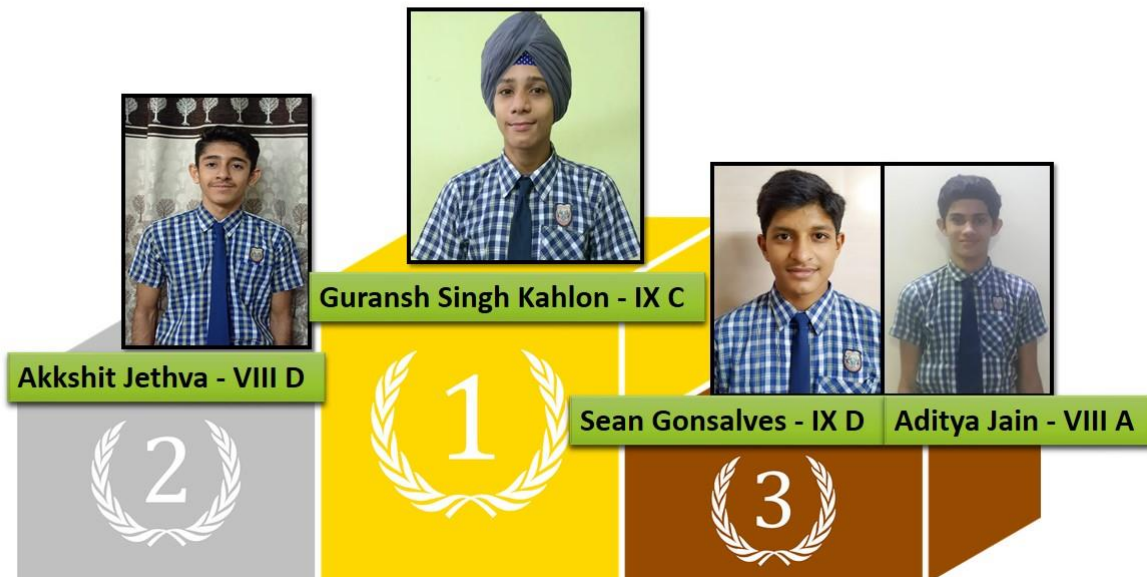 Guransh Singh Kahlon - IX C
Akkshit Jethva - VIII D
Sean Gonsalves - IX D
Aditya Jain - VIII A
1
2
3